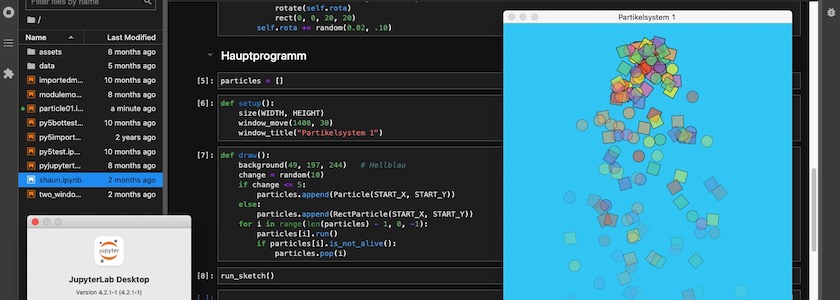 Filter files by name
/
Name Last Modified
assets 8 months ago
data 5 months ago
importedm... 10 months ago
modulemo... 8 months ago
particle01.i... a minute ago
py5bottest... 10 months ago
py5import... 2 years ago
py5test.ip... 10 months ago
pyjupytert... 8 months ago
shaun.ipynb 2 months ago
two_windo... 2 months ago
jupyter
JupyterLab Desktop
Version 4.2.1-1 (4.2.1-1)
rotate(self.rota)
rect(0, 0, 20, 20)
self.rota += random(0.02, .10)
Hauptprogramm
[5]: particles = []
[6]: def setup():
size(WIDTH, HEIGHT)
window_move(1400, 30)
window_title("Partikelsystem 1")
[7]: def draw():
background(49, 197, 244) # Hellblau
change = random(10)
if change <= 5:
particles.append(Particle(START_X, START_Y))
else:
particles.append(RectParticle(START_X, START_Y))
for i in range(len(particles) - 1, 0, -1):
particles[i].run()
if particles[i].is_not_alive():
particles.pop(i)
[8]: run_sketch()
[ ]:
Partikelsystem 1